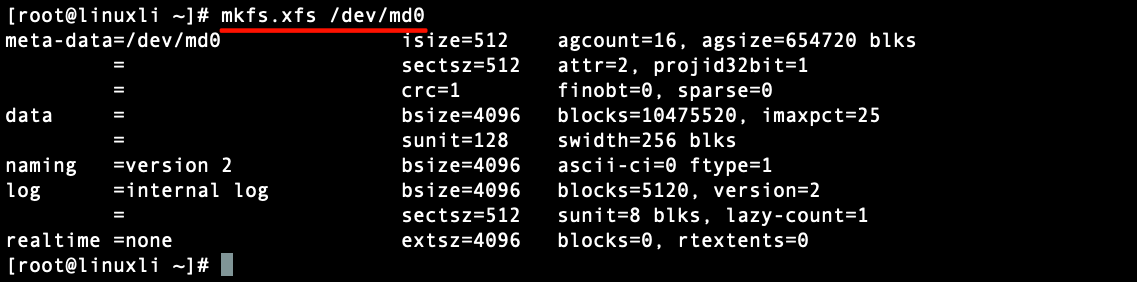 [root@linuxli ~]# mkfs.xfs /dev/md0
meta-data=/dev/md0               isize=512    agcount=16, agsize=654720 blks
         =                       sectsz=512   attr=2, projid32bit=1
         =                       crc=1        finobt=0, sparse=0
data     =                       bsize=4096   blocks=10475520, imaxpct=25
         =                       sunit=128    swidth=256 blks
naming   =version 2              bsize=4096   ascii-ci=0 ftype=1
log      =internal log           bsize=4096   blocks=5120, version=2
         =                       sectsz=512   sunit=8 blks, lazy-count=1
realtime =none                   extsz=4096   blocks=0, rtextents=0
[root@linuxli ~]#